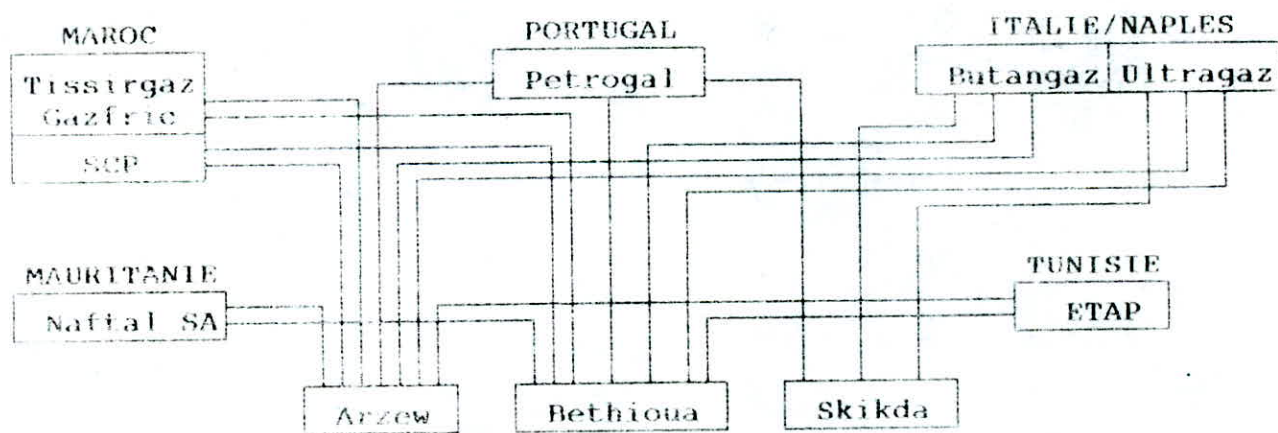 MAROC
PORTUGAL
ITALIE/NAPLES
Tissirgaz
Gazfric
SCP
Petrogal
Butangaz
Ultragaz
MAURITANIE
Naftal SA
TUNISIE
ETAP
Arzew
Bethioua
Skikda